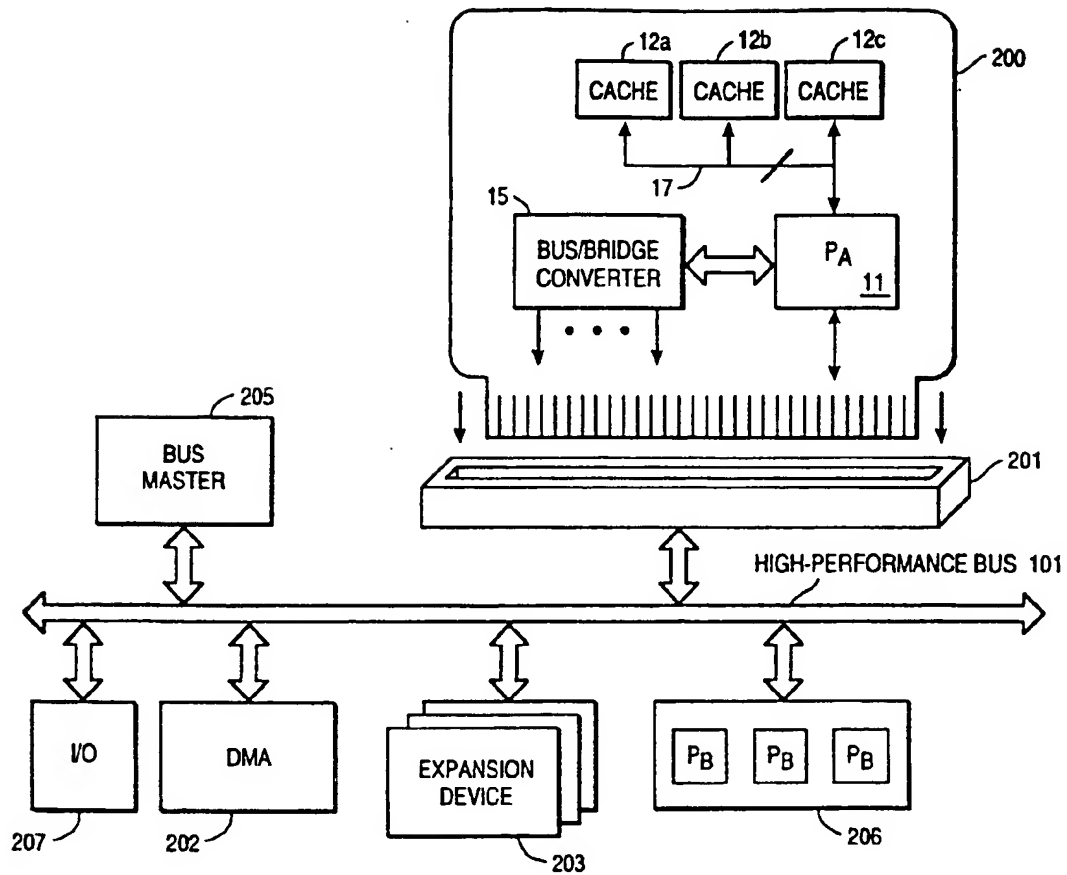 12a
12b
12c
200
CACHE
CACHE
CACHE
17
15
BUS/BRIDGE
CONVERTER
PA
11
205
BUS
MASTER
201
HIGH-PERFORMANCE BUS 101
I/O
DMA
EXPANSION
DEVICE
PB
PB
PB
207
202
203
206